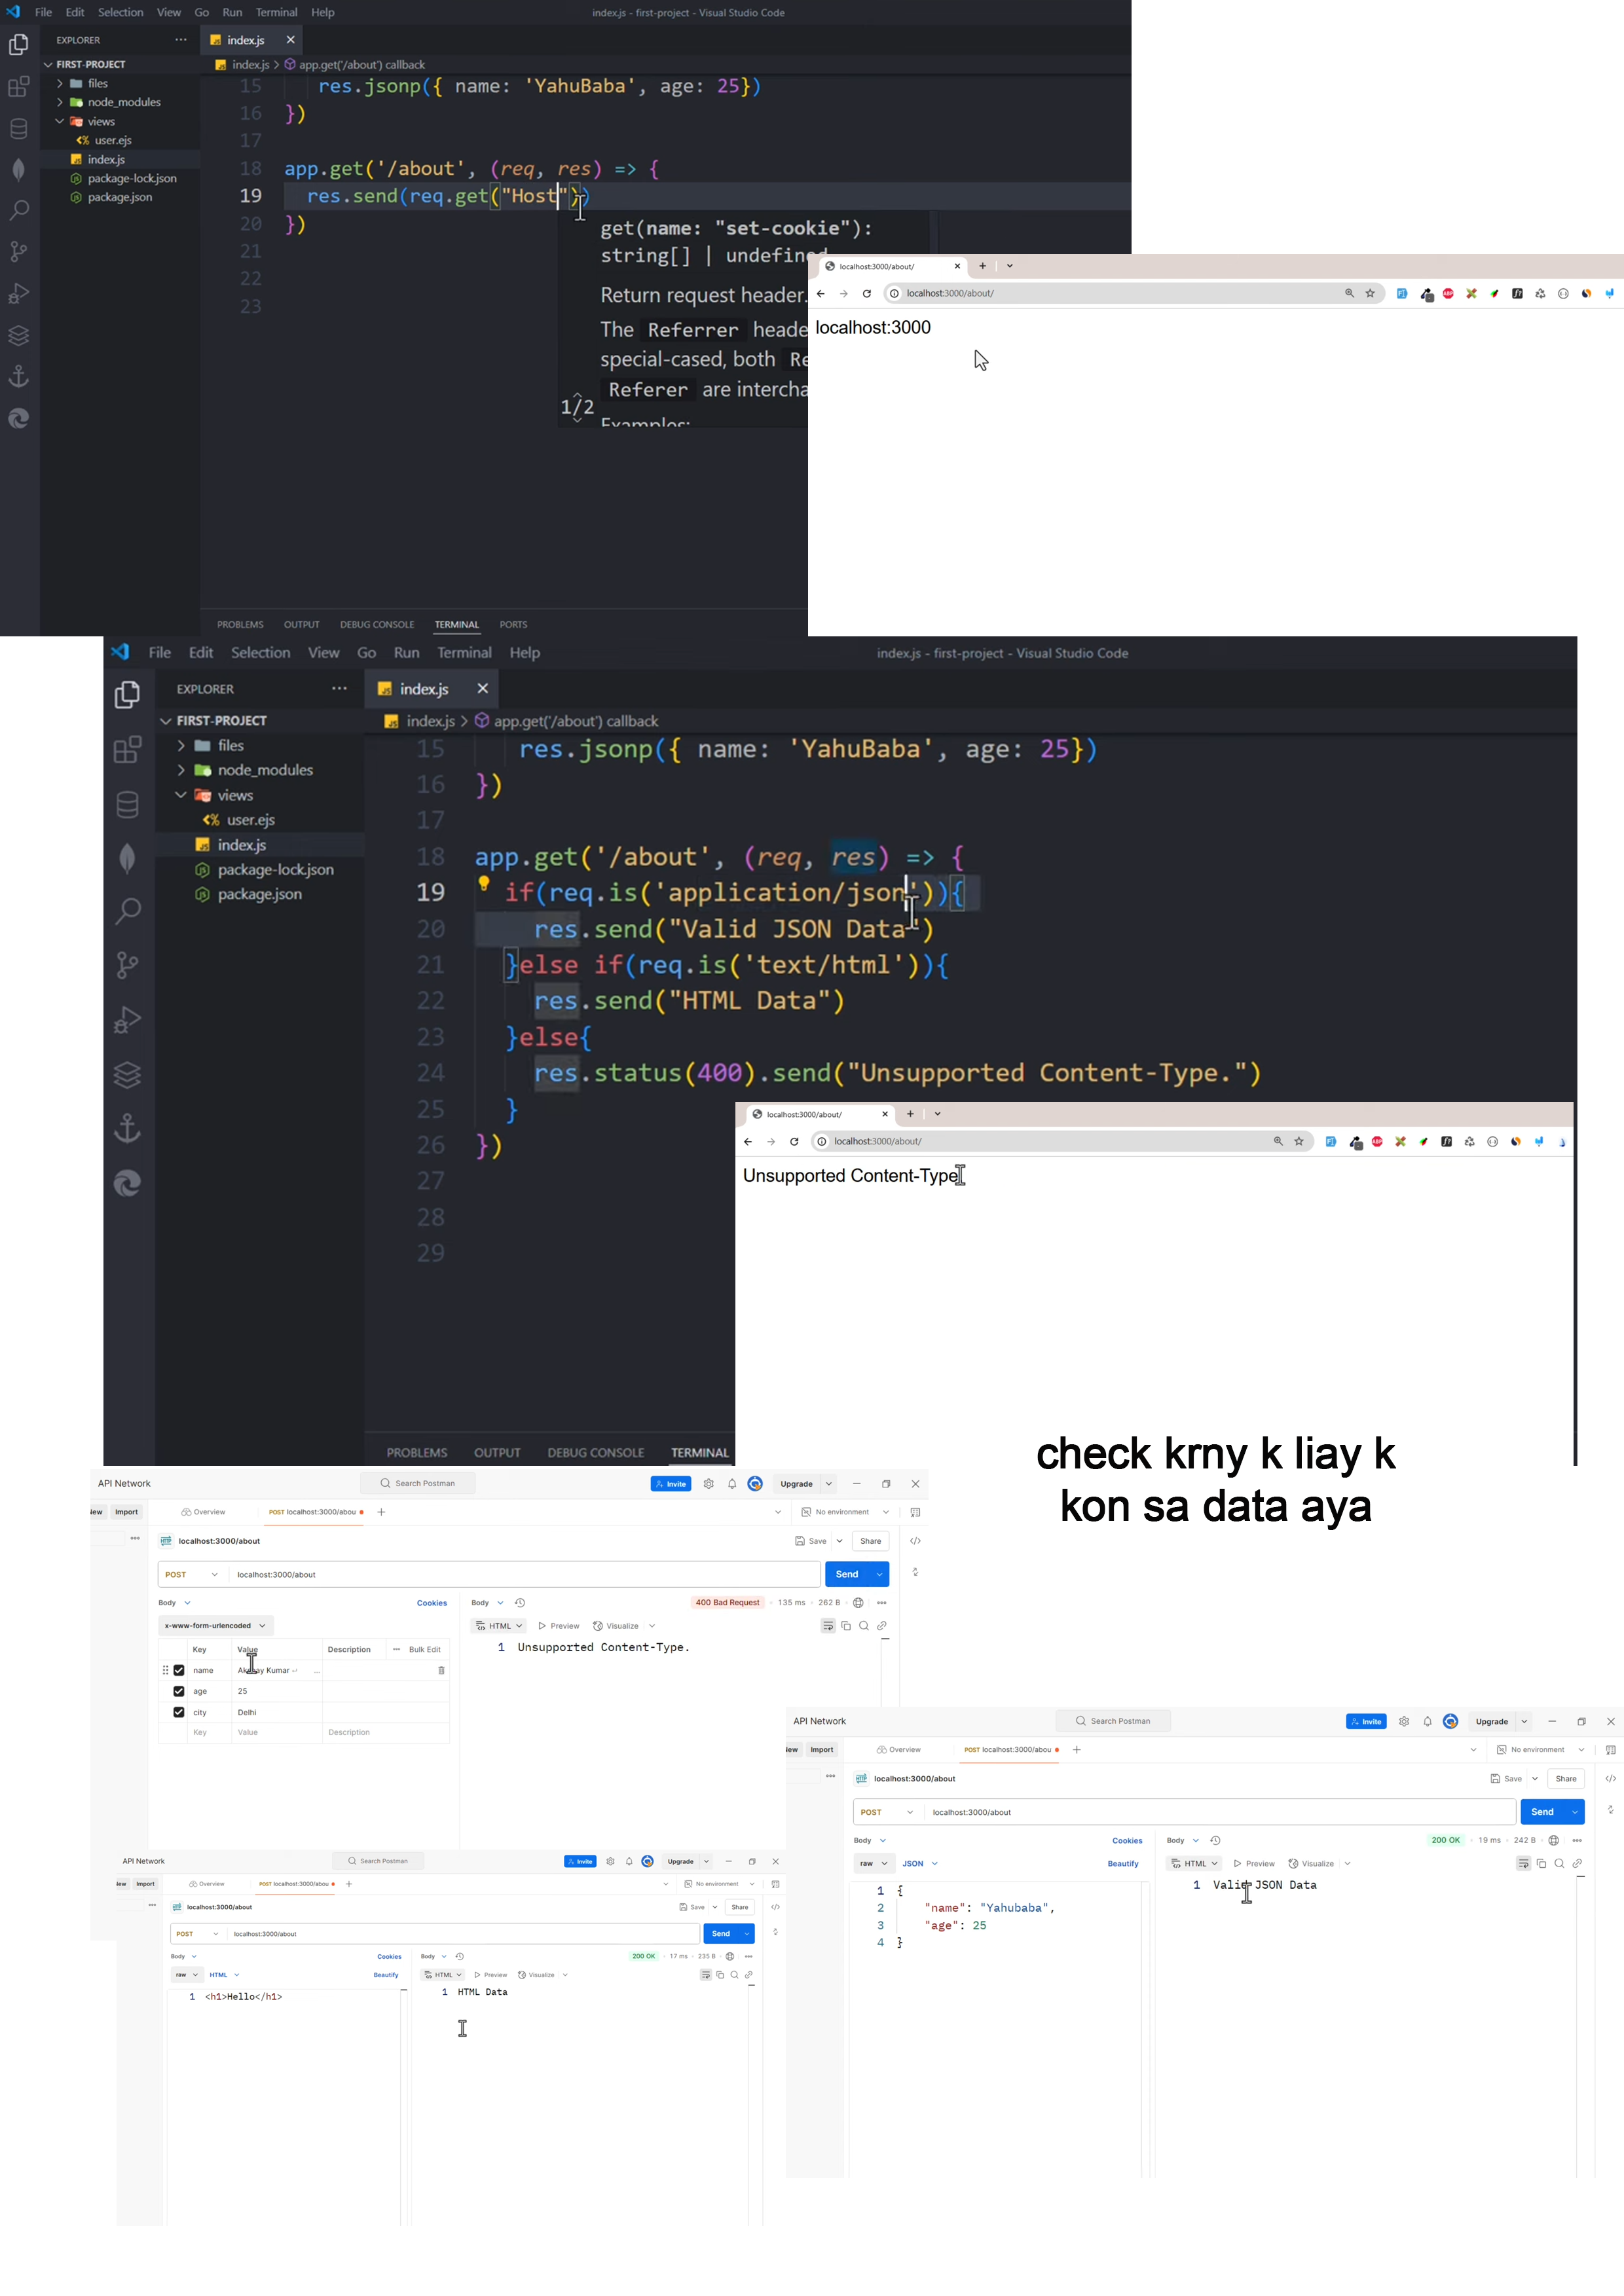 File Edit Selection View Go Run Terminal Help
index.js - first-project - Visual Studio Code
EXPLORER
index.js
FIRST-PROJECT
index.js > app.get('/about') callback
files
node_modules
views
user.ejs
index.js
package-lock.json
package.json
15 res.jsonp({ name: 'YahuBaba', age: 25})
16 })
17
18 app.get('/about', (req, res) => {
19 res.send(req.get("Host"))
20 })
21
22
23
get(name: "set-cookie"):
string[] | undefined
Return request header.
The Referrer heade
special-cased, both Re
Referer are intercha
1/2
Examples:
PROBLEMS OUTPUT DEBUG CONSOLE TERMINAL PORTS
localhost:3000/about/
localhost:3000/about/
localhost:3000
File Edit Selection View Go Run Terminal Help
index.js - first-project - Visual Studio Code
EXPLORER
index.js
FIRST-PROJECT
index.js > app.get('/about') callback
files
node_modules
views
user.ejs
index.js
package-lock.json
package.json
15 res.jsonp({ name: 'YahuBaba', age: 25})
16 })
17
18 app.get('/about', (req, res) => {
19 if(req.is('application/json')){
20 res.send("Valid JSON Data")
21 }else if(req.is('text/html')){
22 res.send("HTML Data")
23 }else{
24 res.status(400).send("Unsupported Content-Type.")
25 }
26 })
27
28
29
PROBLEMS OUTPUT DEBUG CONSOLE TERMINAL
localhost:3000/about/
localhost:3000/about/
Unsupported Content-Type
check krny k liay k
kon sa data aya
API Network Search Postman Invite Upgrade
Import Overview POST localhost:3000/abou No environment
localhost:3000/about Save Share
POST localhost:3000/about Send
Body Cookies Body 400 Bad Request 135 ms 262 B
x-www-form-urlencoded HTML Preview Visualize
Key Value Description Bulk Edit
1 Unsupported Content-Type.
name Akshay Kumar
age 25
city Delhi
Key Value Description
API Network Search Postman Invite Upgrade
Import Overview POST localhost:3000/abou No environment
localhost:3000/about Save Share
POST localhost:3000/about Send
Body Cookies Body 200 OK 19 ms 242 B
raw JSON Beautify HTML Preview Visualize
1 {
2 "name": "Yahubaba",
3 "age": 25
4 }
1 Valid JSON Data
API Network Search Postman Invite Upgrade
Import Overview POST localhost:3000/abou No environment
localhost:3000/about Save Share
POST localhost:3000/about Send
Body Cookies Body 200 OK 17 ms 235 B
raw HTML Beautify HTML Preview Visualize
1 <h1>Hello</h1>
1 HTML Data